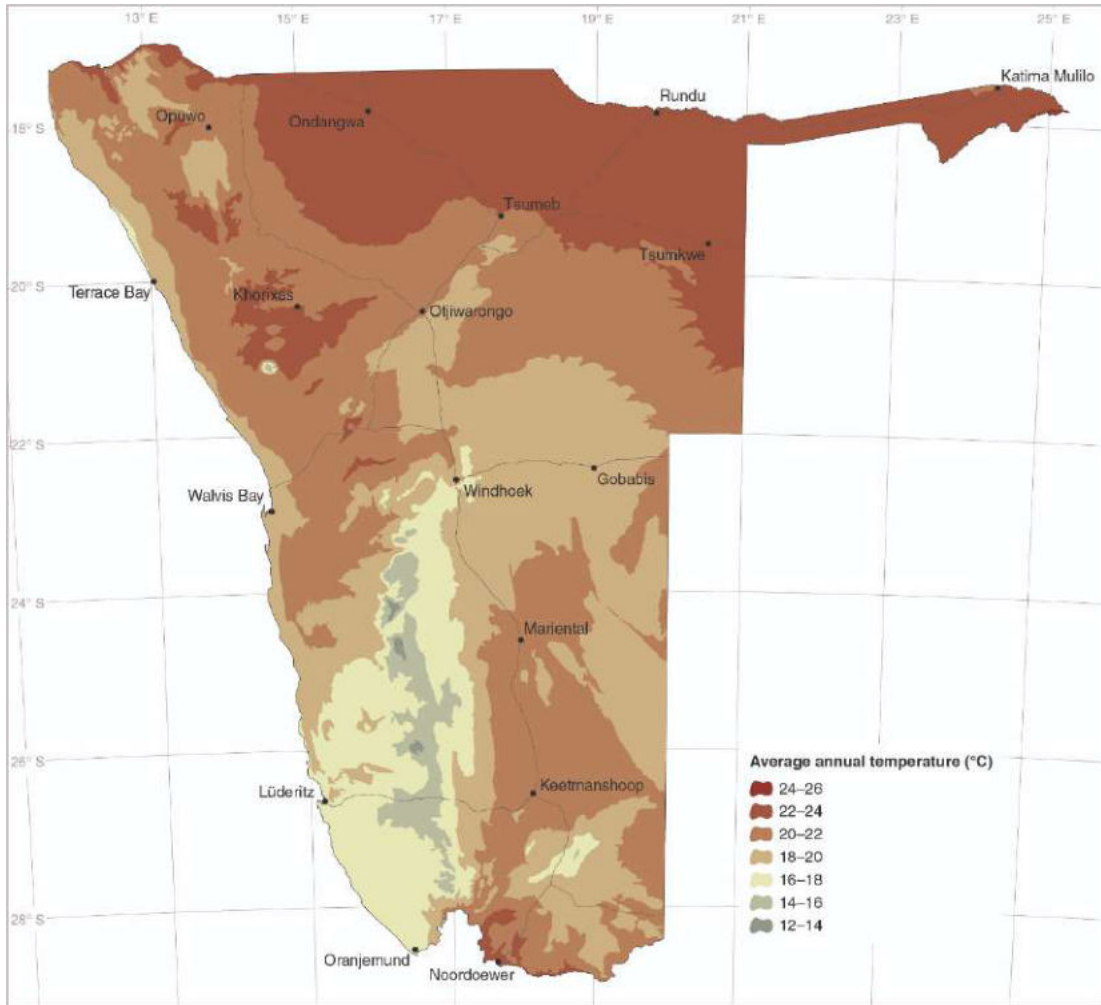 13° E
15° E
17° E
19° E
21° E
23° E
25° E
Katima Mulilo
Rundu
Opuwo
Ondangwa
15° S
Tsumeb
Tsumkwe
Terrace Bay
20° S
Khorixas
Otjiwarongo
22° S
Windhoek
Gobabis
Walvis Bay
24° S
Mariental
26° S
Average annual temperature (°C)
24–26
22–24
20–22
18–20
16–18
14–16
12–14
Lüderitz
Keetmanshoop
28° S
Oranjemund
Noordoewer